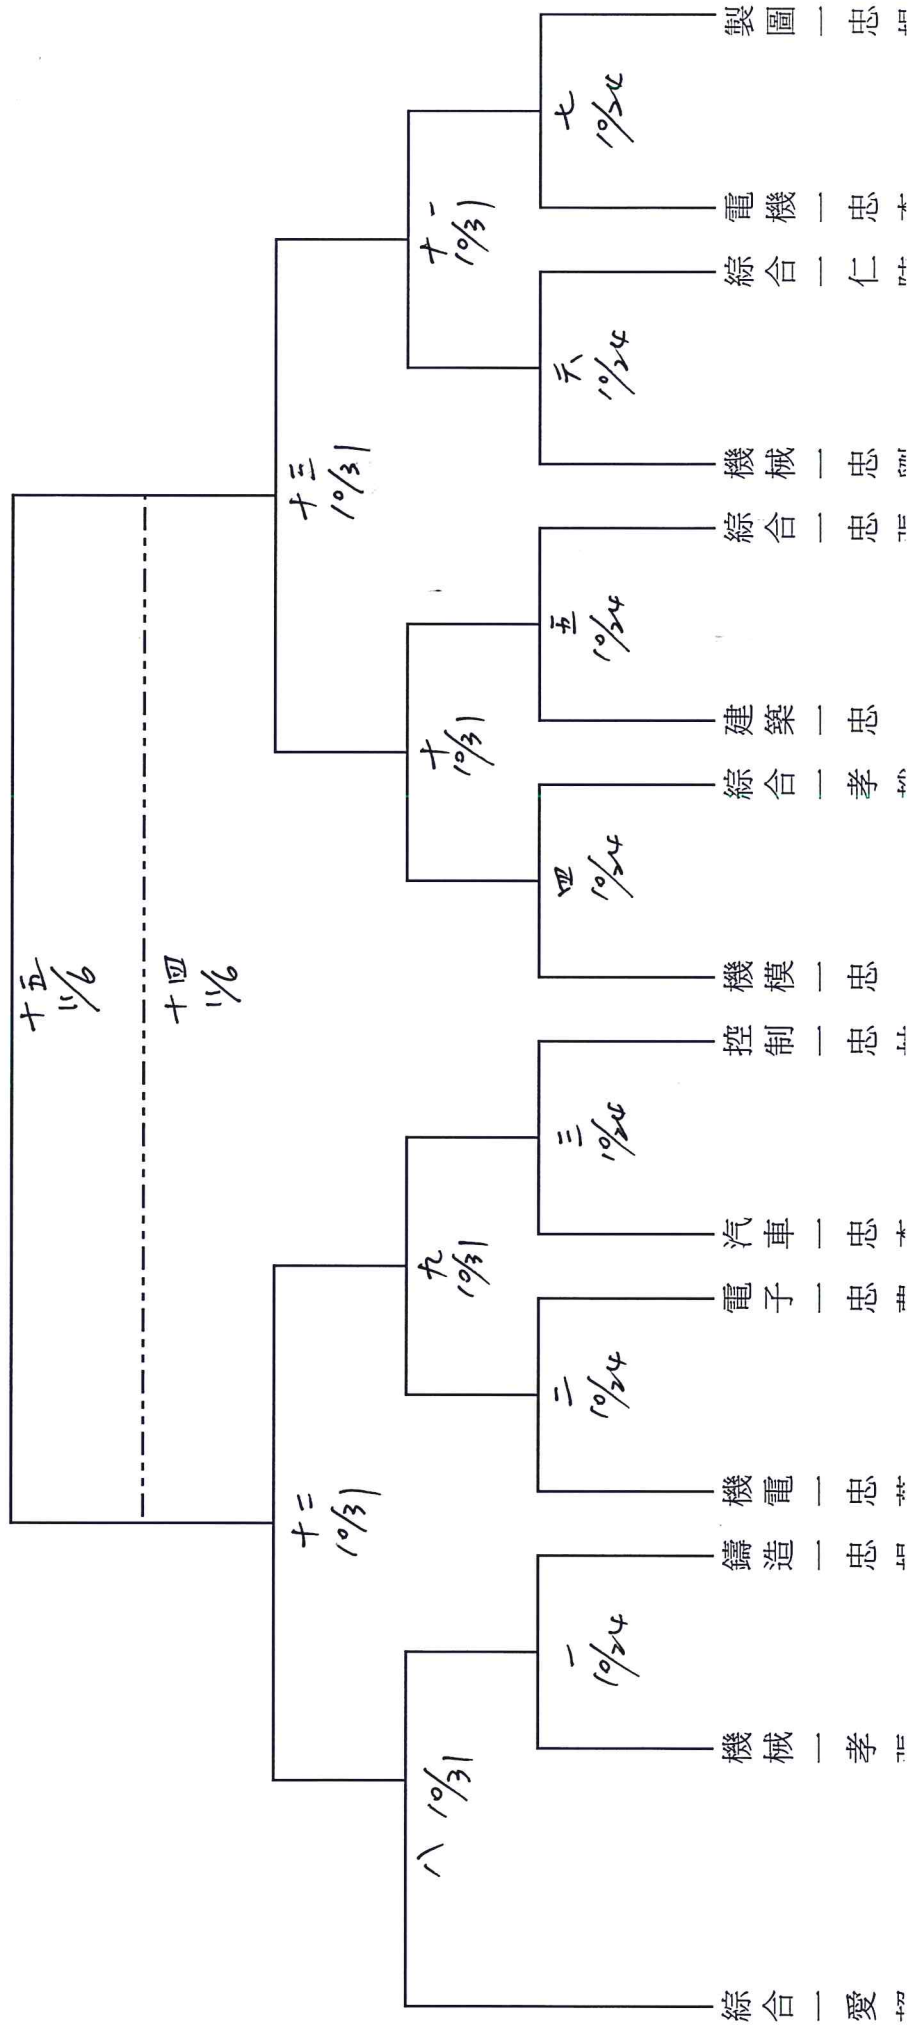 十五
11/6
十四
11/6
十二
10/31
十三
10/31
八 10/31
九
10/31
十
10/31
十一
10/31
一
10/24
二
10/24
三
10/24
四
10/24
五
10/24
六
10/24
七
10/24
綜合一愛
機械一孝
鑄造一忠
機電一忠
電子一忠
汽車一忠
控制一忠
機模一忠
綜合一孝
建築一忠
綜合一忠
機械一忠
綜合一仁
電機一忠
製圖一忠